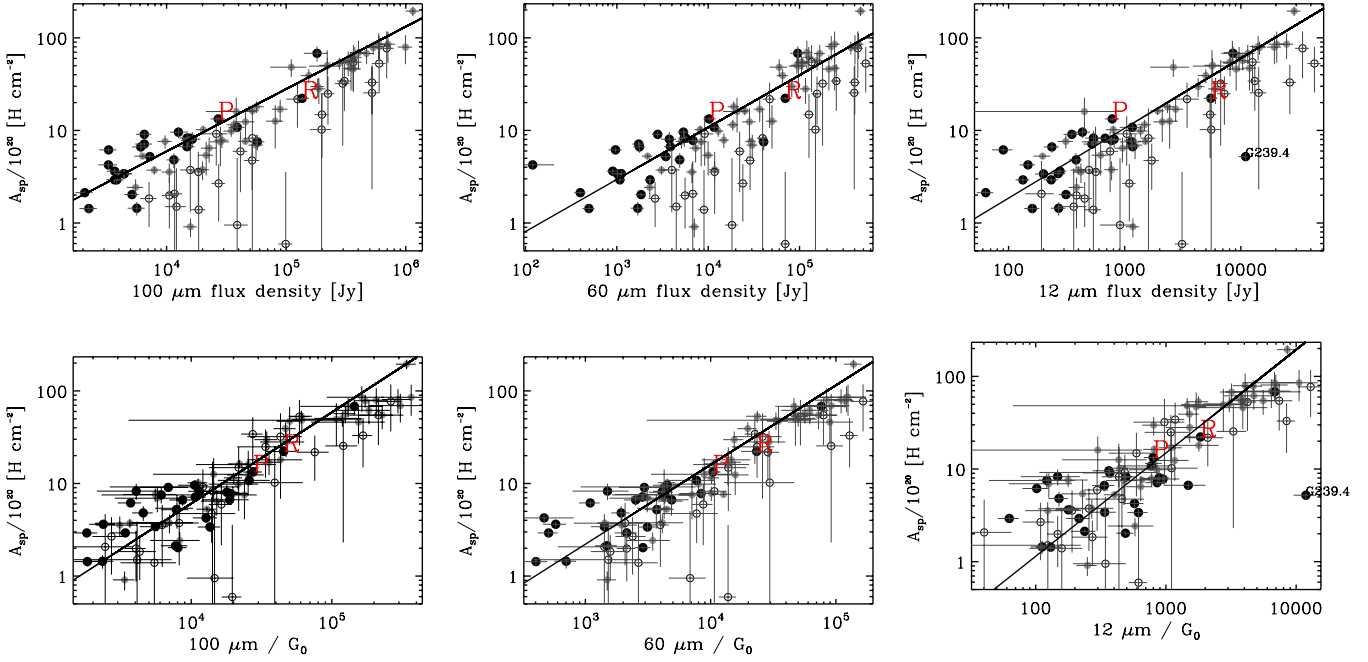 100
10
1
A_sp/10^20 [H cm^-2]
P
R
10^4
10^5
10^6
100 μm flux density [Jy]
100
10
1
A_sp/10^20 [H cm^-2]
P
R
10^2
10^3
10^4
10^5
60 μm flux density [Jy]
100
10
1
A_sp/10^20 [H cm^-2]
P
R
G239.4
100
1000
10000
12 μm flux density [Jy]
100
10
1
A_sp/10^20 [H cm^-2]
P
R
10^4
10^5
100 μm / G_0
100
10
1
A_sp/10^20 [H cm^-2]
P
R
10^3
10^4
10^5
60 μm / G_0
100
10
1
A_sp/10^20 [H cm^-2]
P
R
G239.4
100
1000
10000
12 μm / G_0